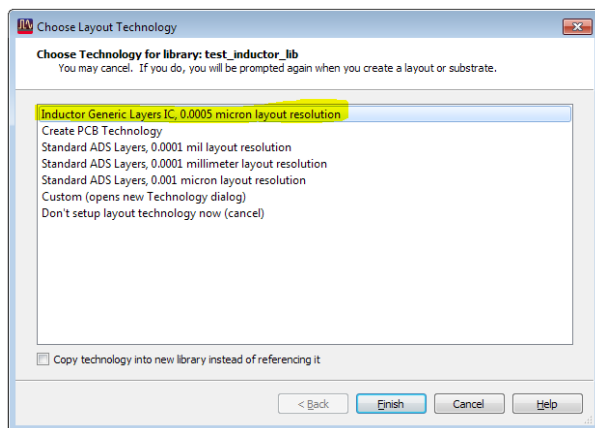 Choose Layout Technology
Choose Technology for library: test_inductor_lib
You may cancel. If you do, you will be prompted again when you create a layout or substrate.
Inductor Generic Layers IC, 0.0005 micron layout resolution
Create PCB Technology
Standard ADS Layers, 0.0001 mil layout resolution
Standard ADS Layers, 0.0001 millimeter layout resolution
Standard ADS Layers, 0.001 micron layout resolution
Custom (opens new Technology dialog)
Don't setup layout technology now (cancel)
Copy technology into new library instead of referencing it
< Back Finish Cancel Help